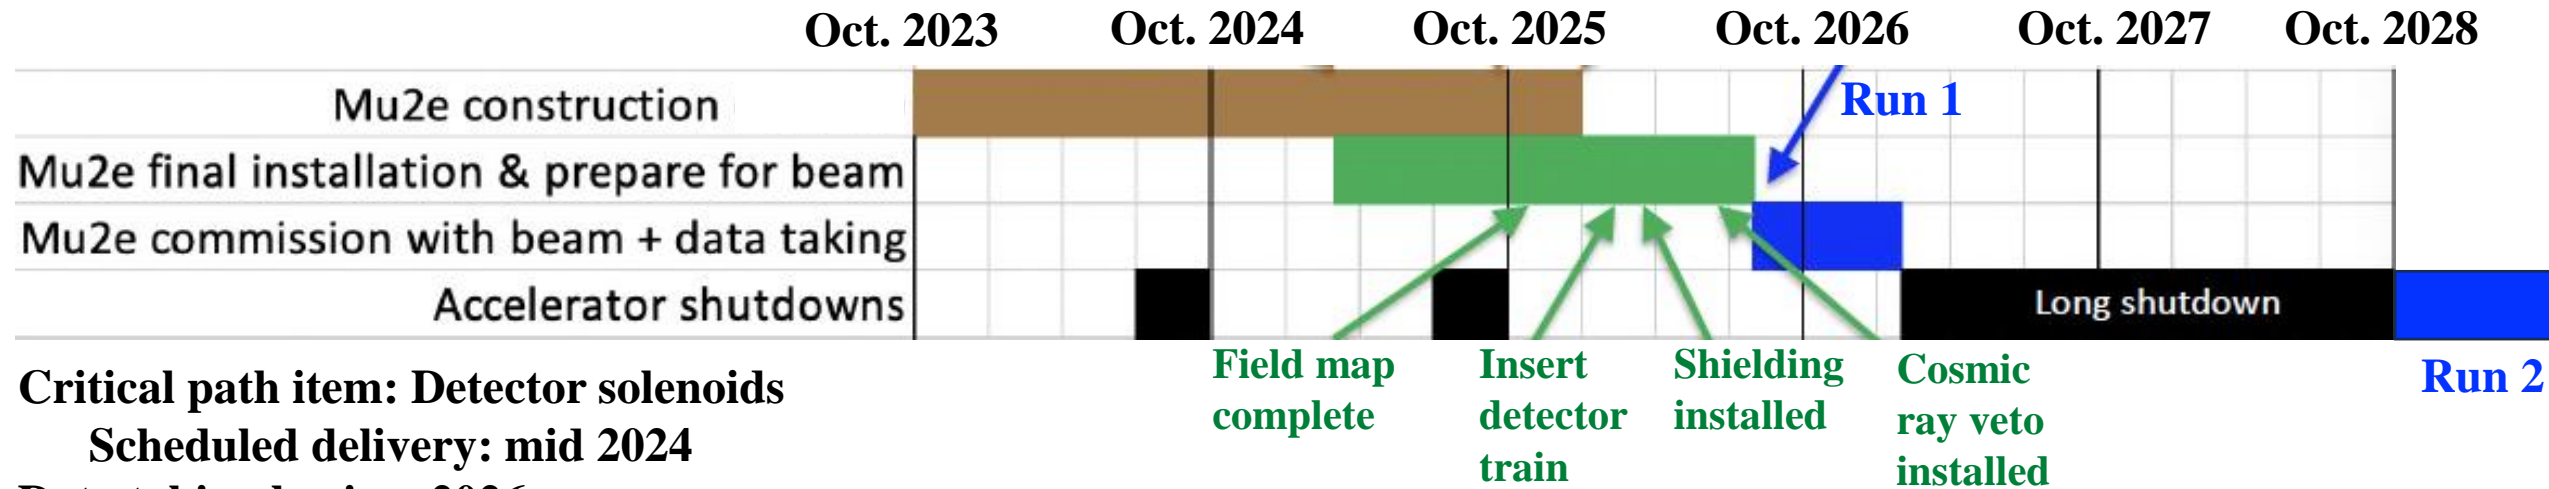 Oct. 2023 Oct. 2024 Oct. 2025 Oct. 2026 Oct. 2027 Oct. 2028
Mu2e construction
Run 1
Mu2e final installation & prepare for beam
Mu2e commission with beam + data taking
Accelerator shutdowns
Long shutdown
Field map
complete
Insert
detector
train
Shielding
installed
Cosmic
ray veto
installed
Run 2
Critical path item: Detector solenoids
Scheduled delivery: mid 2024